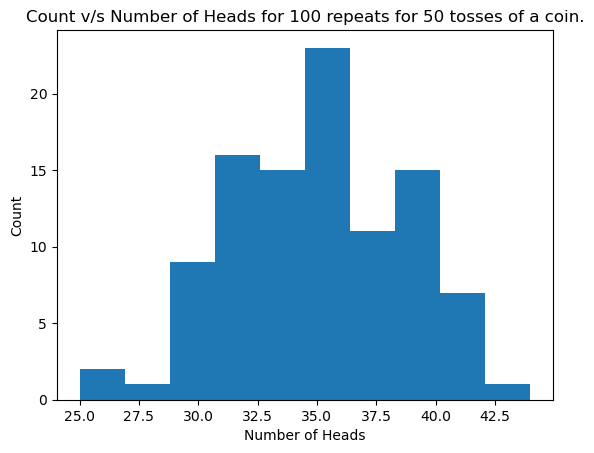 Count v/s Number of Heads for 100 repeats for 50 tosses of a coin.
20
15
10
5
0
Count
25.0 27.5 30.0 32.5 35.0 37.5 40.0 42.5
Number of Heads